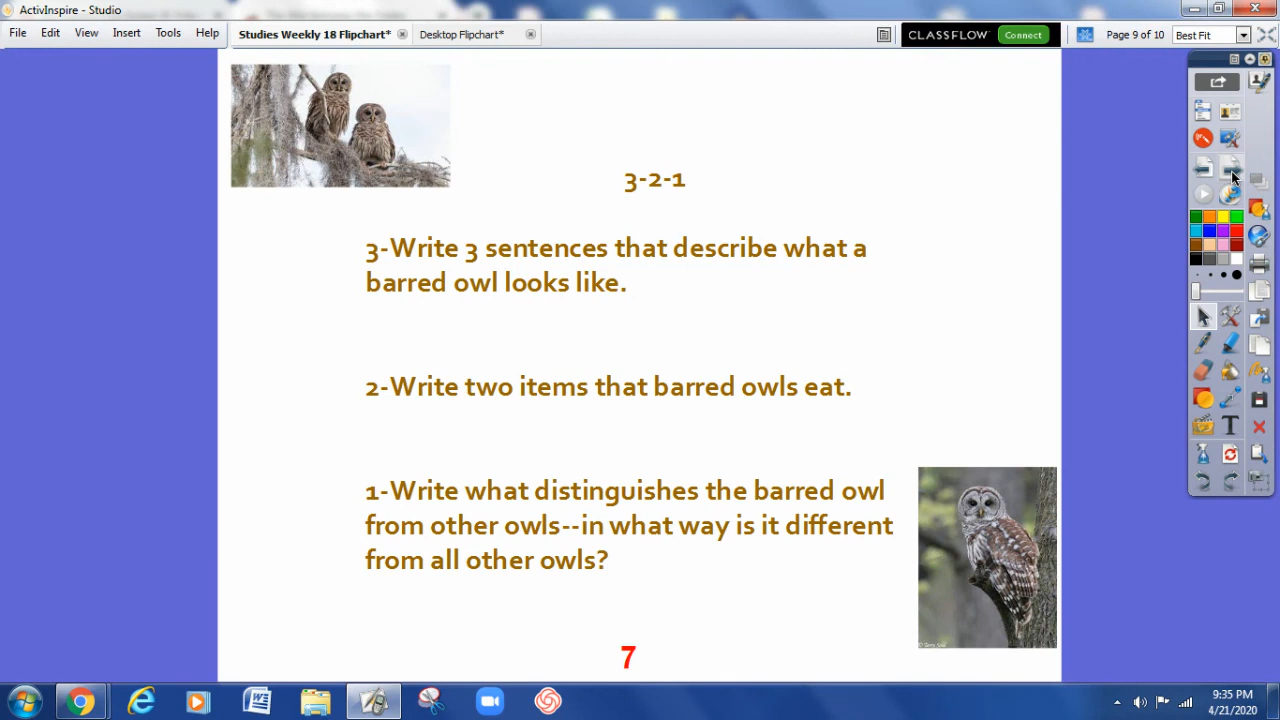 ActivInspire - Studio
File Edit View Insert Tools Help
Studies Weekly 18 Flipchart*
Desktop Flipchart*
CLASSFLOW Connect
Page 9 of 10
Best Fit
3-2-1
3-Write 3 sentences that describe what a
barred owl looks like.
2-Write two items that barred owls eat.
1-Write what distinguishes the barred owl
from other owls--in what way is it different
from all other owls?
7
9:35 PM
4/21/2020